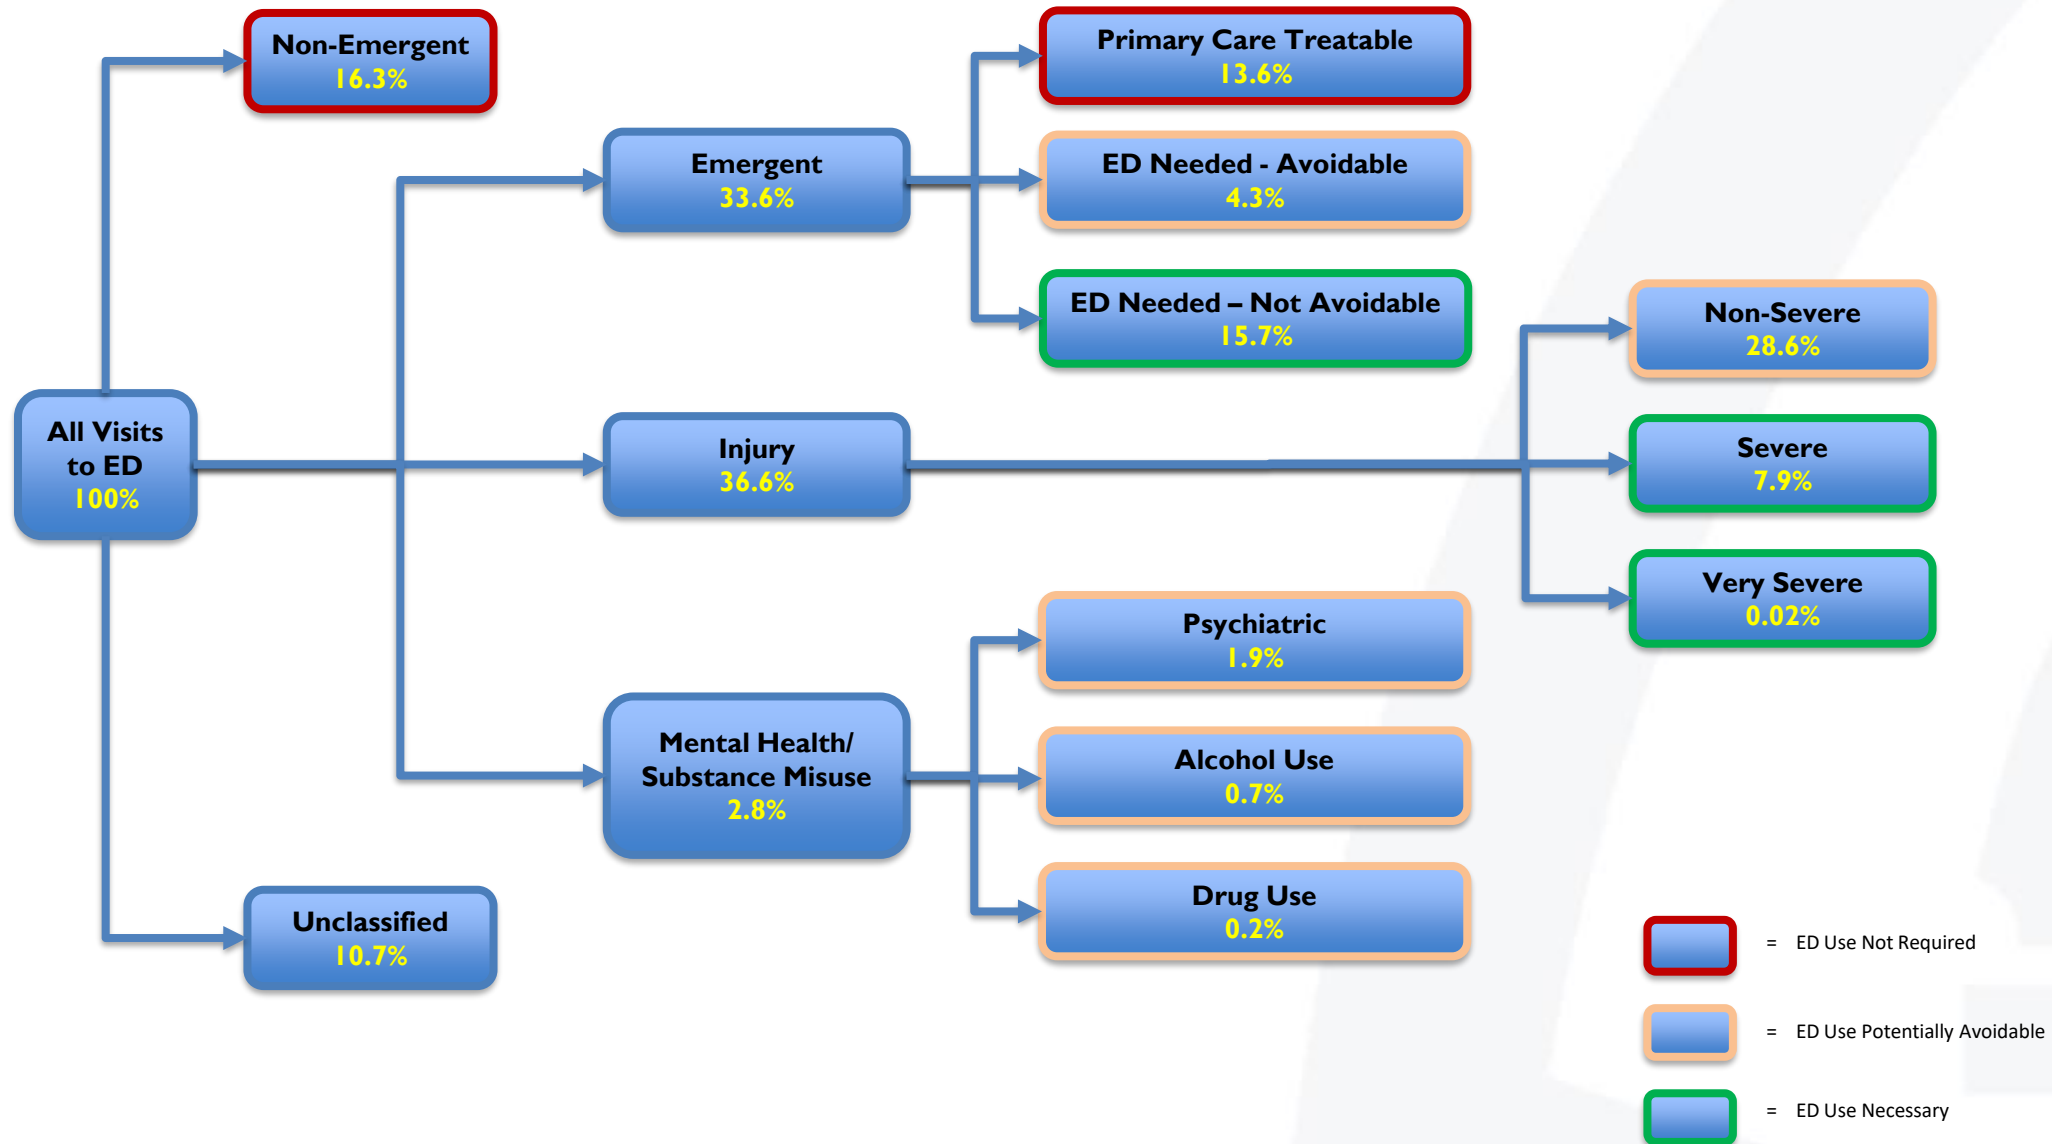 Non-Emergent
16.3%
Primary Care Treatable
13.6%
Emergent
33.6%
ED Needed - Avoidable
4.3%
ED Needed – Not Avoidable
15.7%
Non-Severe
28.6%
All Visits
to ED
100%
Injury
36.6%
Severe
7.9%
Very Severe
0.02%
Psychiatric
1.9%
Mental Health/
Substance Misuse
2.8%
Alcohol Use
0.7%
Drug Use
0.2%
Unclassified
10.7%
= ED Use Not Required
= ED Use Potentially Avoidable
= ED Use Necessary